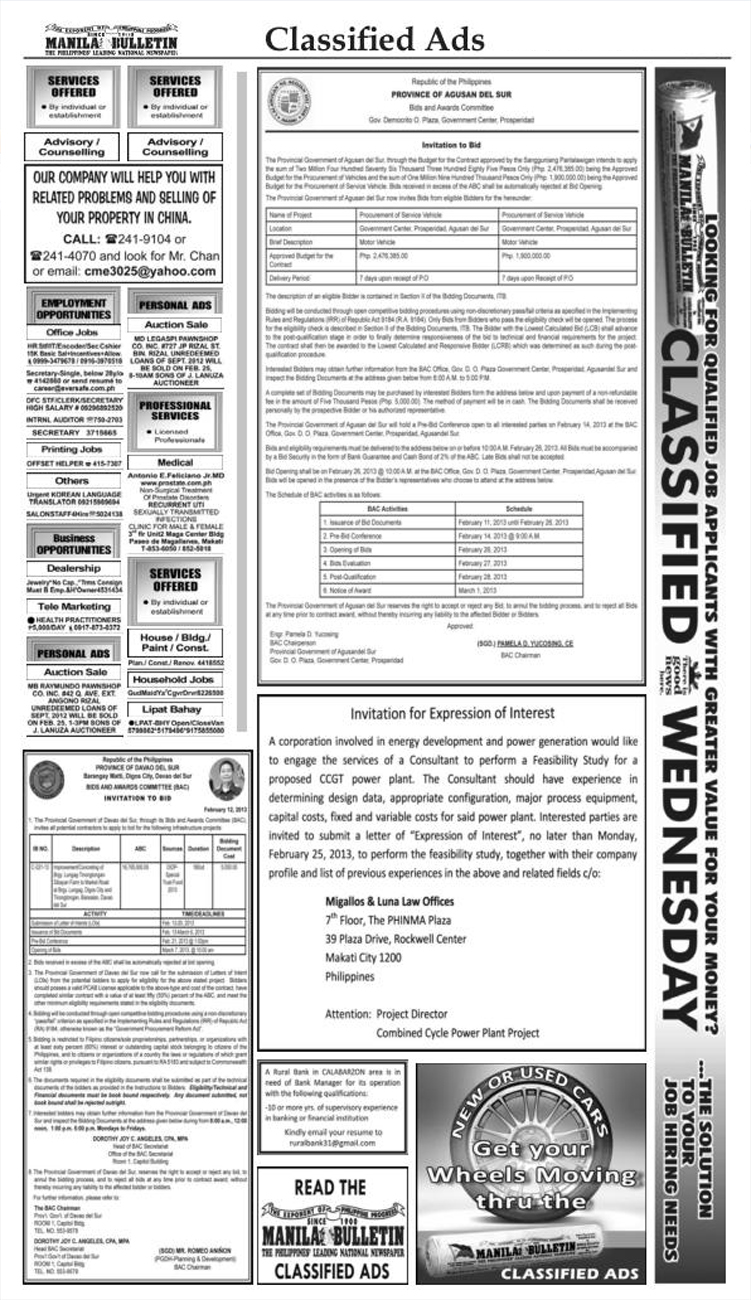 THE EXPONENT OF PHILIPPINE PROGRESS
SINCE 1900
MANILA BULLETIN
THE PHILIPPINES' LEADING NATIONAL NEWSPAPER
Classified Ads
SERVICES
OFFERED
● By individual or
establishment
Advisory /
Counselling
SERVICES
OFFERED
● By individual or
establishment
Advisory /
Counselling
OUR COMPANY WILL HELP YOU WITH
RELATED PROBLEMS AND SELLING OF
YOUR PROPERTY IN CHINA.
CALL: ☎241-9104 or
☎241-4070 and look for Mr. Chan
or email: cme3025@yahoo.com
EMPLOYMENT
OPPORTUNITIES
Office Jobs
HR Stf/IT/Encoder/Sec Cshier
15K Basic Sal+Incentives+Allow
0999-3479678 / 0916-3970516
Secretary-Single, below 28y/o
☎ 4142860 or send resume to
career@eversafe.com.ph
DFC STF/CLERK/SECRETARY
HIGH SALARY # 09296892520
INTRNL AUDITOR ☎759-2703
SECRETARY 3715665
Printing Jobs
OFFSET HELPER ☎ 415-7307
Others
Urgent KOREAN LANGUAGE
TRANSLATOR 09215969694
SALONSTAFF4Hire☎5024138
Business
OPPORTUNITIES
Dealership
Jewelry*No Cap.,*Trms Consign
Must B Emp.&H'Owner4531434
Tele Marketing
● HEALTH PRACTITIONERS
₱5,000/DAY 0917-873-0372
PERSONAL ADS
Auction Sale
MB RAYMUNDO PAWNSHOP
CO. INC. #42 Q. AVE. EXT.
ANGONO RIZAL
UNREDEEMED LOANS OF
SEPT, 2012 WILL BE SOLD
ON FEB. 25, 1-3PM SONS OF
J. LANUZA AUCTIONEER
PERSONAL ADS
Auction Sale
MD LEGASPI PAWNSHOP
CO. INC. #727 JP RIZAL ST.
BIN. RIZAL UNREDEEMED
LOANS OF SEPT. 2012 WILL
BE SOLD ON FEB. 25,
8-10AM SONS OF J. LANUZA
AUCTIONEER
PROFESSIONAL
SERVICES
● Licensed
Professionals
Medical
Antonio E.Feliciano Jr.MD
www.prostate.com.ph
Non-Surgical Treatment
Of Prostate Disorders
RECURRENT UTI
SEXUALLY TRANSMITTED
INFECTIONS
CLINIC FOR MALE & FEMALE
3rd flr Unit2 Maga Center Bldg
Paseo de Magallanes, Makati
T-853-6050 / 852-5918
SERVICES
OFFERED
● By individual or
establishment
House / Bldg./
Paint / Const.
Plan./ Const./ Renov. 4418552
Household Jobs
GudMaidYa'CgvrDrvr8226590
Lipat Bahay
●LPAT-BHY Open/CloseVan
5799862*5179496*9175855080
Republic of the Philippines
PROVINCE OF AGUSAN DEL SUR
Bids and Awards Committee
Gov. Democrito O. Plaza, Government Center, Prosperidad
Invitation to Bid
The Provincial Government of Agusan del Sur, through the Budget for the Contract approved by the Sangguniang Panlalawigan intends to apply
the sum of Two Million Four Hundred Seventy Six Thousand Three Hundred Eighty Five Pesos Only (Php. 2,476,385.00) being the Approved
Budget for the Procurement of Vehicles and the sum of One Million Nine Hundred Thousand Pesos Only (Php. 1,900,000.00) being the Approved
Budget for the Procurement of Service Vehicle. Bids received in excess of the ABC shall be automatically rejected at Bid Opening.
The Provincial Government of Agusan del Sur now invites Bids from eligible Bidders for the hereunder:
Name of Project Procurement of Service Vehicle Procurement of Service Vehicle
Location Government Center, Prosperidad, Agusan del Sur Government Center, Prosperidad, Agusan del Sur
Brief Description Motor Vehicle Motor Vehicle
Approved Budget for the Php. 2,476,385.00 Php. 1,900,000.00
Contract
Delivery Period 7 days upon receipt of P.O 7 days upon Receipt of P.O
The description of an eligible Bidder is contained in Section II of the Bidding Documents, ITB.
Bidding will be conducted through open competitive bidding procedures using non-discretionary pass/fail criteria as specified in the Implementing
Rules and Regulations (IRR) of Republic Act 9184 (R.A. 9184). Only Bids from Bidders who pass the eligibility check will be opened. The process
for the eligibility check is described in Section II of the Bidding Documents, ITB. The Bidder with the Lowest Calculated Bid (LCB) shall advance
to the post-qualification stage in order to finally determine responsiveness of the bid to technical and financial requirements for the project.
The contract shall then be awarded to the Lowest Calculated and Responsive Bidder (LCRB) which was determined as such during the post-
qualification procedure.
Interested Bidders may obtain further information from the BAC Office, Gov. D. O. Plaza, Government Center, Prosperidad, Agusan del Sur and
inspect the Bidding Documents at the address given below from 8:00 A.M. to 5:00 P.M.
A complete set of Bidding Documents may be purchased by interested Bidders form the address below and upon payment of a non-refundable
fee in the amount of Five Thousand Pesos (Php. 5,000.00). The method of payment will be in cash. The Bidding Documents shall be received
personally by the prospective Bidder or his authorized representative.
The Provincial Government of Agusan del Sur will hold a Pre-Bid Conference open to all interested parties on February 14, 2013 at the BAC
Office, Gov. D. O. Plaza, Government Center, Prosperidad, Agusandel Sur.
Bids and eligibility requirements must be delivered to the address below on or before 10:00 A.M. February 26, 2013. All Bids must be accompanied
by a Bid Security in the form of Bank Guarantee and Cash Bond of 2% of the ABC. Late Bids shall not be accepted.
Bid Opening shall be on February 26, 2013 @ 10:00 A.M. at the BAC Office, Gov. D. O. Plaza, Government Center, Prosperidad,Agusan del Sur.
Bids will be opened in the presence of the Bidder's representatives who choose to attend at the address below.
The Schedule of BAC activities is as follows:
BAC Activities Schedule
1. Issuance of Bid Documents February 11, 2013 until February 26, 2013
2. Pre-Bid Conference February 14, 2013 @ 9:00 A.M.
3. Opening of Bids February 26, 2013
4. Bids Evaluation February 27, 2013
5. Post-Qualification February 28, 2013
6. Notice of Award March 1, 2013
The Provincial Government of Agusan del Sur reserves the right to accept or reject any Bid, to annul the bidding process, and to reject all Bids
at any time prior to contract award, without thereby incurring any liability to the affected Bidder or Bidders.
Approved:
Engr. Pamela D. Yucosing
BAC Chairperson
Provincial Government of Agusandel Sur
Gov. D. O. Plaza, Government Center, Prosperidad
(SGD.) PAMELA D. YUCOSING, CE
BAC Chairman
Invitation for Expression of Interest
A corporation involved in energy development and power generation would like
to engage the services of a Consultant to perform a Feasibility Study for a
proposed CCGT power plant. The Consultant should have experience in
determining design data, appropriate configuration, major process equipment,
capital costs, fixed and variable costs for said power plant. Interested parties are
invited to submit a letter of "Expression of Interest", no later than Monday,
February 25, 2013, to perform the feasibility study, together with their company
profile and list of previous experiences in the above and related fields c/o:
Migallos & Luna Law Offices
7th Floor, The PHINMA Plaza
39 Plaza Drive, Rockwell Center
Makati City 1200
Philippines
Attention: Project Director
Combined Cycle Power Plant Project
Republic of the Philippines
PROVINCE OF DAVAO DEL SUR
Barangay Matti, Digos City, Davao del Sur
BIDS AND AWARDS COMMITTEE (BAC)
INVITATION TO BID
February 12, 2013
1. The Provincial Government of Davao del Sur, through its Bids and Awards Committee (BAC),
invites all potential contractors to apply to bid for the following infrastructure projects:
IB NO. Description ABC Sources Duration Bidding Document Cost
ACTIVITY TIME/DEADLINES
Submission of Letter of Intents (LOIs) Feb. 13-20, 2013
Issuance of Bid Documents Feb. 13-March 6, 2013
Pre-Bid Conference Feb. 21, 2013 @ 1:00pm
Opening of Bids March 7, 2013, @ 10:00 am
2. Bids received in excess of the ABC shall be automatically rejected at bid opening.
3. The Provincial Government of Davao del Sur now call for the submission of Letters of Intent
(LOIs) from the potential bidders to apply for eligibility for the above stated project. Bidders
should posses a valid PCAB License applicable to the above type and cost of the contract, have
completed similar contract with a value of at least fifty (50%) percent of the ABC, and meet the
other minimum eligibility requirements stated in the eligibility documents.
4. Bidding will be conducted through open competitive bidding procedures using a non-discretionary
"pass/fail" criterion as specified in the Implementing Rules and Regulations (IRR) of Republic Act
(RA) 9184, otherwise known as the "Government Procurement Reform Act".
5. Bidding is restricted to Filipino citizens/sole proprietorships, partnerships, or organizations with
at least sixty percent (60%) interest or outstanding capital stock belonging to citizens of the
Philippines, and to citizens or organizations of a country the laws or regulations of which grant
similar rights or privileges to Filipino citizens, pursuant to RA 5183 and subject to Commonwealth
Act 138
6. The documents required in the eligibility documents shall be submitted as part of the technical
documents of the bidders as provided in the Instructions to Bidders. Eligibility/Technical and
Financial documents must be book bound respectively. Any document submitted, not
book bound shall be rejected outright.
7. Interested bidders may obtain further information from the Provincial Government of Davao del
Sur and inspect the Bidding Documents at the address given below during from 8:00 a.m., 12:00
noon, 1:00 p.m. 5:00 p.m. Mondays to Fridays.
DOROTHY JOY C. ANGELES, CPA, MPA
Head of BAC Secretariat
Office of the BAC Secretariat
Room 1, Capitol Building
8. The Provincial Government of Davao del Sur, reserves the right to accept or reject any bid, to
annul the bidding process, and to reject all bids at any time prior to contract award, without
thereby incurring any liability to the affected bidder or bidders.
For further information, please refer to:
The BAC Chairman
Prov'l. Gov't. of Davao del Sur
ROOM 1, Capitol Bldg.
TEL. NO. 553-9579
DOROTHY JOY C. ANGELES, CPA, MPA
Head BAC Secretariat
Prov'l Gov't of Davao del Sur
ROOM 1, Capitol Bldg.
TEL. NO. 553-9579
(SGD) MR. ROMEO ANIÑON
(PGDH-Planning & Development)
BAC Chairman
A Rural Bank in CALABARZON area is in
need of Bank Manager for its operation
with the following qualifications:
-10 or more yrs. of supervisory experience
in banking or financial institution
Kindly email your resume to
ruralbank31@gmail.com
READ THE
THE EXPONENT OF PHILIPPINE PROGRESS
SINCE 1900
MANILA BULLETIN
THE PHILIPPINES' LEADING NATIONAL NEWSPAPER
CLASSIFIED ADS
NEW OR USED CARS
Get your
Wheels Moving
thru the
MANILA BULLETIN
CLASSIFIED ADS
MANILA BULLETIN
LOOKING FOR QUALIFIED JOB APPLICANTS WITH GREATER VALUE FOR YOUR MONEY?
CLASSIFIED
There is
good
news
here.
WEDNESDAY
...THE SOLUTION
TO YOUR
JOB HIRING NEEDS